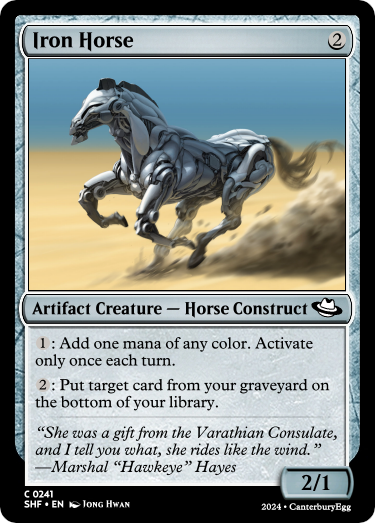 Iron Horse 2
Artifact Creature — Horse Construct
1 : Add one mana of any color. Activate
only once each turn.
2 : Put target card from your graveyard on
the bottom of your library.
“She was a gift from the Varathian Consulate,
and I tell you what, she rides like the wind.”
—Marshal “Hawkeye” Hayes
2/1
C 0241
SHF • EN Jong Hwan
2024 • CanterburyEgg